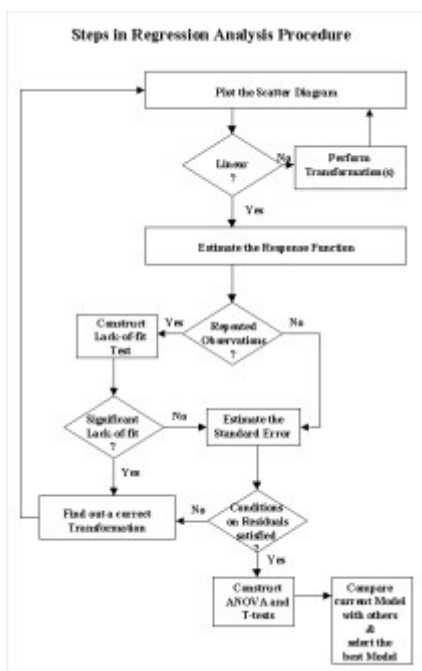 Steps in Regression Analysis Procedure
Plot the Scatter Diagram
Linear
?
No
Perform
Transformation(s)
Yes
Estimate the Response Function
Construct
Lack-of-fit
Test
Yes
Repeated
Observations
?
No
Significant
Lack of fit
?
No
Estimate the
Standard Error
Yes
Find out a correct
Transformation
No
Conditions
on Residuals
satisfied
?
Yes
Construct
ANOVA and
T-tests
Compare
current Model
with others
&
select the
best Model